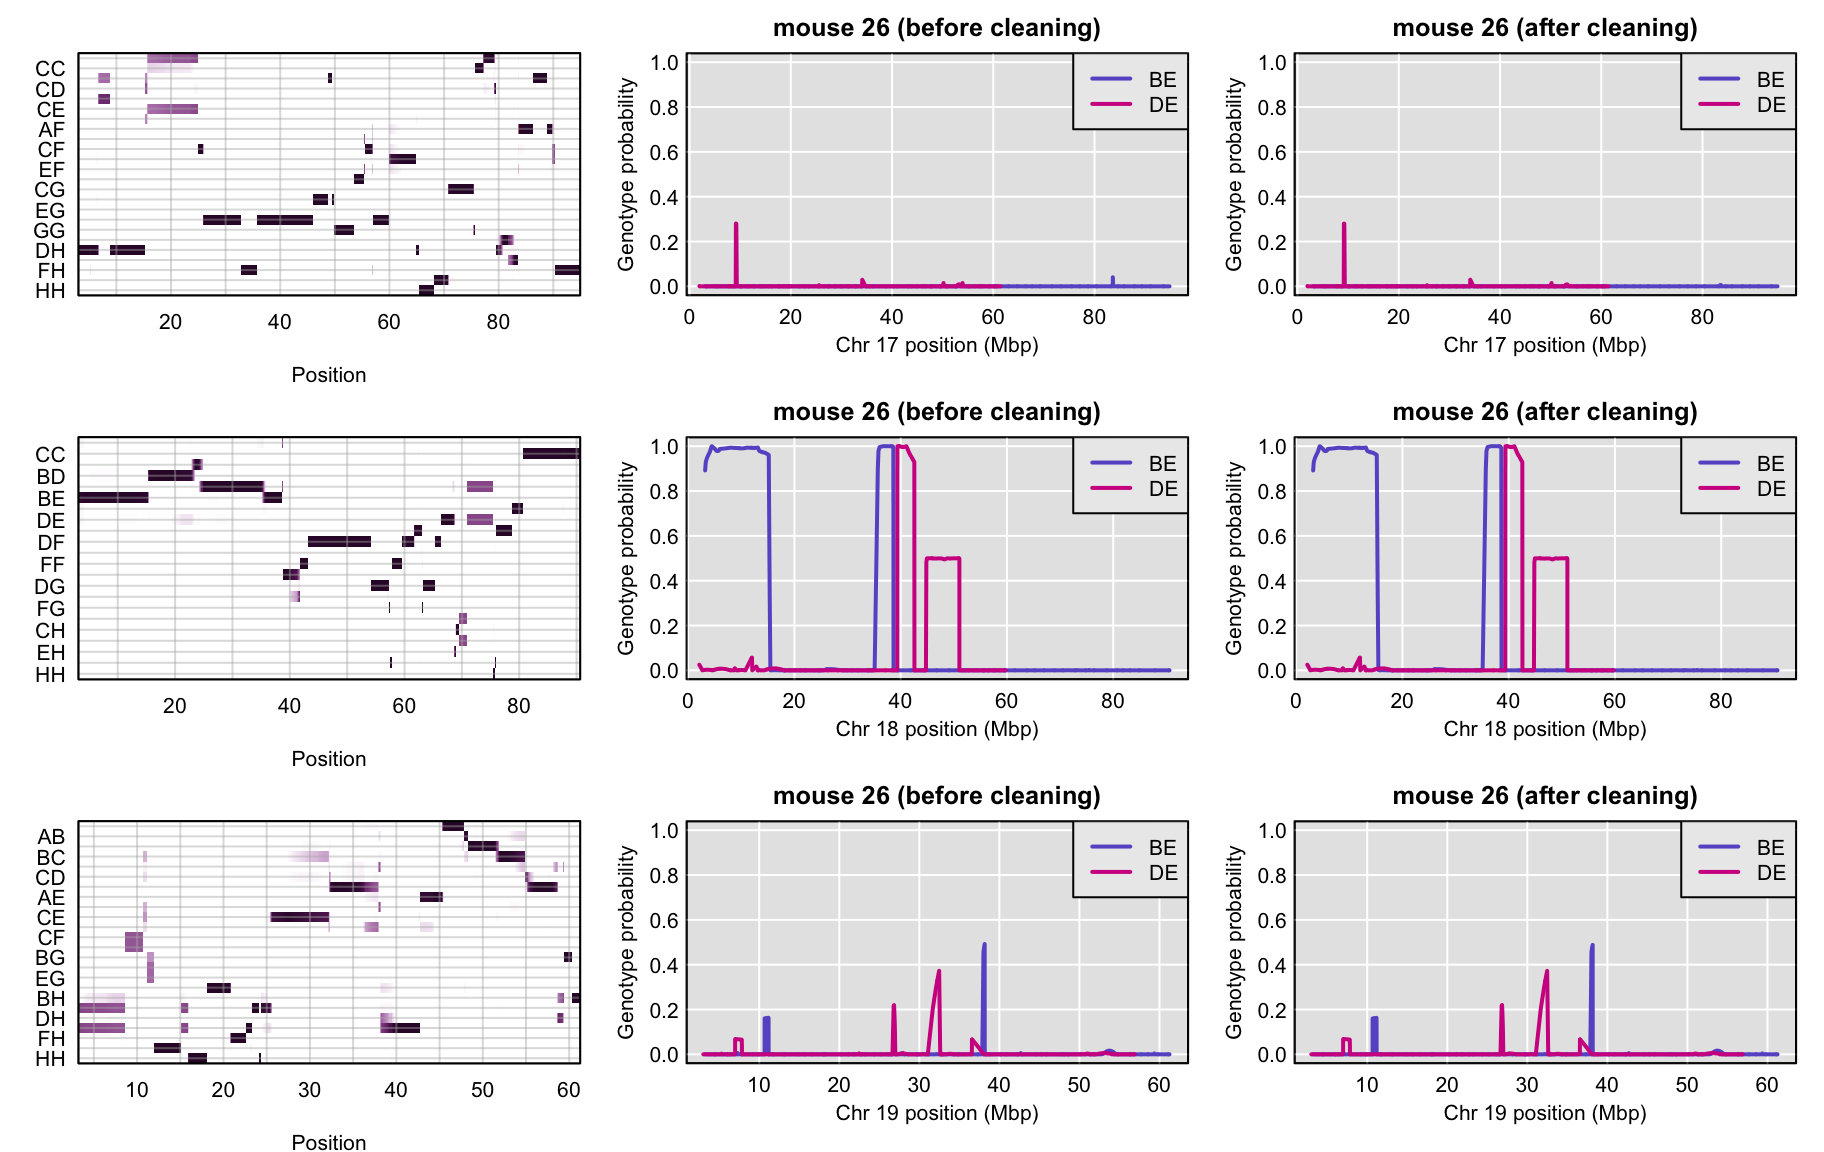 mouse 26 (before cleaning)
mouse 26 (after cleaning)
CC
CD
CE
AF
CF
EF
CG
EG
GG
DH
FH
HH
20 40 60 80
Position
Genotype probability
1.0
0.8
0.6
0.4
0.2
0.0
BE
DE
0 20 40 60 80
Chr 17 position (Mbp)
Genotype probability
1.0
0.8
0.6
0.4
0.2
0.0
BE
DE
0 20 40 60 80
Chr 17 position (Mbp)
mouse 26 (before cleaning)
mouse 26 (after cleaning)
CC
BD
BE
DE
DF
FF
DG
FG
CH
EH
HH
20 40 60 80
Position
Genotype probability
1.0
0.8
0.6
0.4
0.2
0.0
BE
DE
0 20 40 60 80
Chr 18 position (Mbp)
Genotype probability
1.0
0.8
0.6
0.4
0.2
0.0
BE
DE
0 20 40 60 80
Chr 18 position (Mbp)
mouse 26 (before cleaning)
mouse 26 (after cleaning)
AB
BC
CD
AE
CE
CF
BG
EG
BH
DH
FH
HH
10 20 30 40 50 60
Position
Genotype probability
1.0
0.8
0.6
0.4
0.2
0.0
BE
DE
10 20 30 40 50 60
Chr 19 position (Mbp)
Genotype probability
1.0
0.8
0.6
0.4
0.2
0.0
BE
DE
10 20 30 40 50 60
Chr 19 position (Mbp)